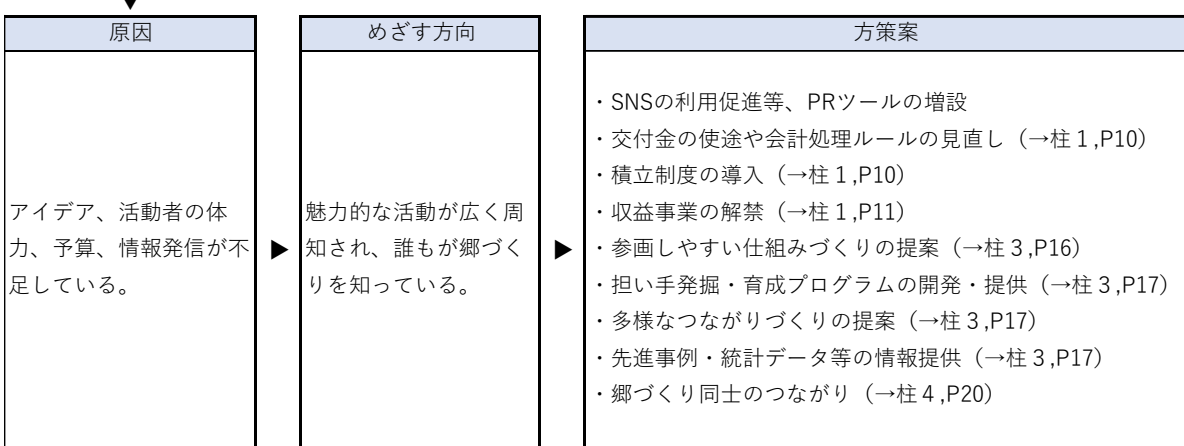 原因
アイデア、活動者の体
力、予算、情報発信が不
足している。
▶
めざす方向
魅力的な活動が広く周
知され、誰もが郷づく
りを知っている。
▶
方策案
・SNSの利用促進等、PRツールの増設
・交付金の使途や会計処理ルールの見直し（→柱１,P10）
・積立制度の導入（→柱１,P10）
・収益事業の解禁（→柱１,P11）
・参画しやすい仕組みづくりの提案（→柱３,P16）
・担い手発掘・育成プログラムの開発・提供（→柱３,P17）
・多様なつながりづくりの提案（→柱３,P17）
・先進事例・統計データ等の情報提供（→柱３,P17）
・郷づくり同士のつながり（→柱４,P20）